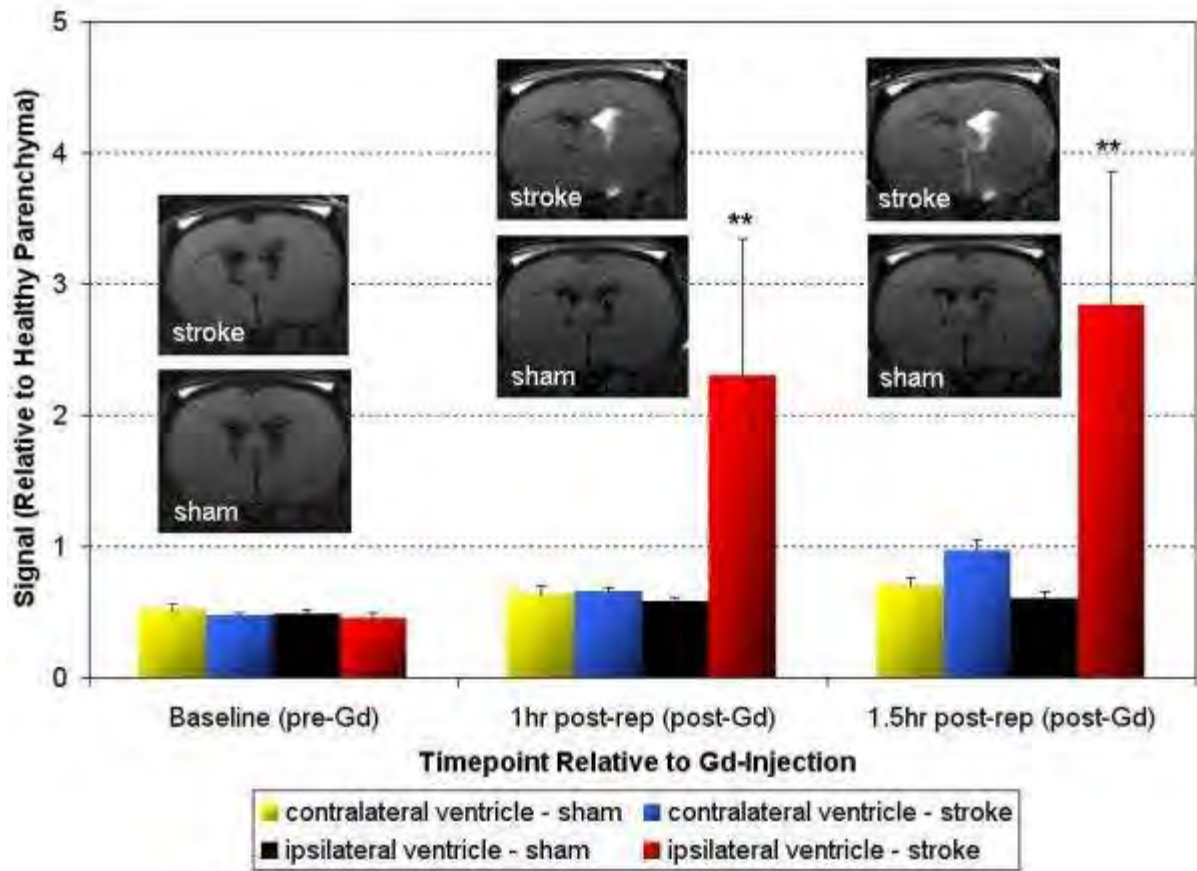 Signal (Relative to Healthy Parenchyma)
5
4
3
2
1
0
stroke
sham
stroke
sham
**
stroke
sham
**
Baseline (pre-Gd)
1hr post-rep (post-Gd)
1.5hr post-rep (post-Gd)
Timepoint Relative to Gd-Injection
contralateral ventricle - sham
contralateral ventricle - stroke
ipsilateral ventricle - sham
ipsilateral ventricle - stroke